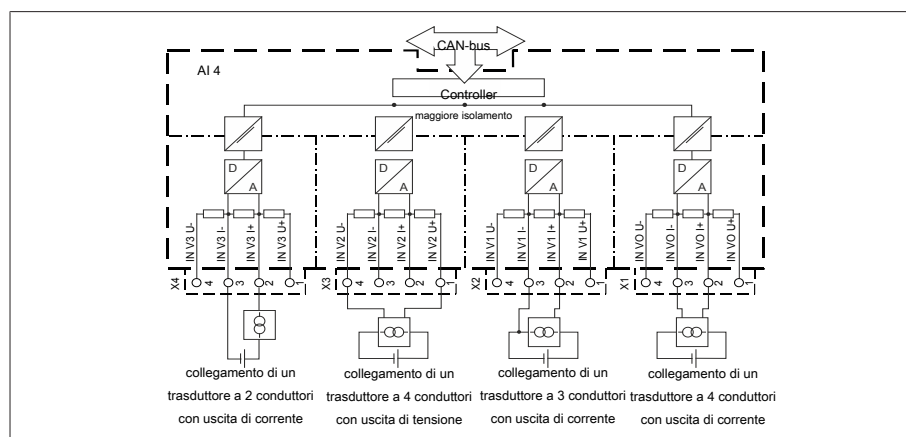 CAN-bus
AI 4
Controller
maggiore isolamento
D
A
D
A
D
A
D
A
IN V3 U-
IN V3 I-
IN V3 I+
IN V3 U+
IN V2 U-
IN V2 I-
IN V2 I+
IN V2 U+
IN V1 U-
IN V1 I-
IN V1 I+
IN V1 U+
IN VO U-
IN VO I-
IN VO I+
IN VO U+
X4
4
3
2
1
X3
4
3
2
1
X2
4
3
2
1
X1
4
3
2
1
collegamento di un
trasduttore a 2 conduttori
con uscita di corrente
collegamento di un
trasduttore a 4 conduttori
con uscita di tensione
collegamento di un
trasduttore a 3 conduttori
con uscita di corrente
collegamento di un
trasduttore a 4 conduttori
con uscita di corrente